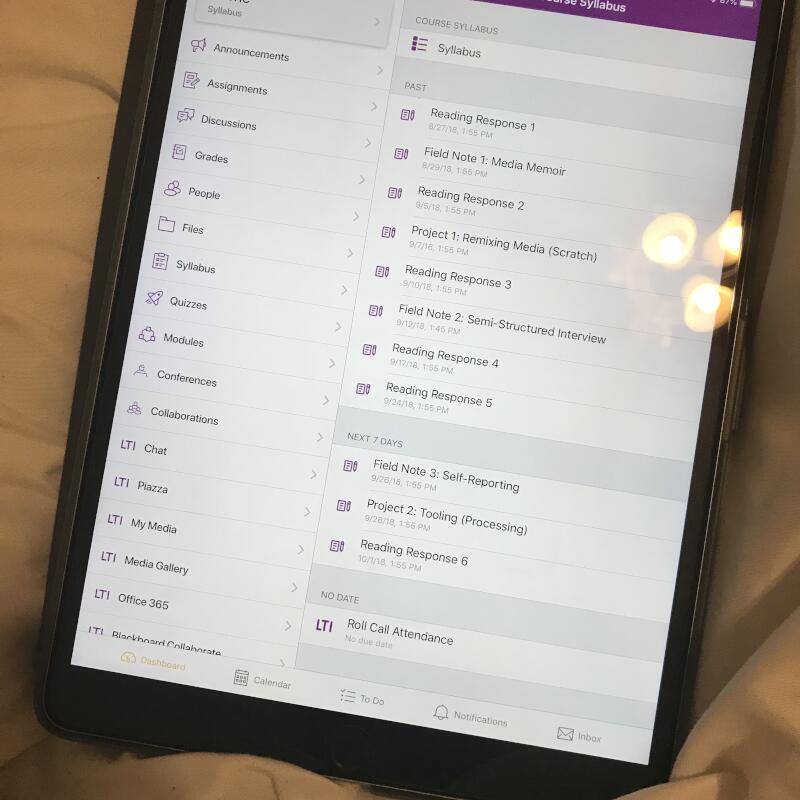 Course Syllabus
87%
Syllabus
Announcements
Assignments
Discussions
Grades
People
Files
Syllabus
Quizzes
Modules
Conferences
Collaborations
LTI Chat
LTI Piazza
LTI My Media
LTI Media Gallery
LTI Office 365
LTI Blackboard Collaborate
COURSE SYLLABUS
Syllabus
PAST
Reading Response 1
8/27/18, 1:55 PM
Field Note 1: Media Memoir
8/29/18, 1:55 PM
Reading Response 2
9/5/18, 1:55 PM
Project 1: Remixing Media (Scratch)
9/7/18, 1:55 PM
Reading Response 3
9/10/18, 1:55 PM
Field Note 2: Semi-Structured Interview
9/12/18, 1:45 PM
Reading Response 4
9/17/18, 1:55 PM
Reading Response 5
9/24/18, 1:55 PM
NEXT 7 DAYS
Field Note 3: Self-Reporting
9/26/18, 1:55 PM
Project 2: Tooling (Processing)
9/28/18, 1:55 PM
Reading Response 6
10/1/18, 1:55 PM
NO DATE
LTI Roll Call Attendance
No due date
Dashboard
Calendar
To Do
Notifications
Inbox